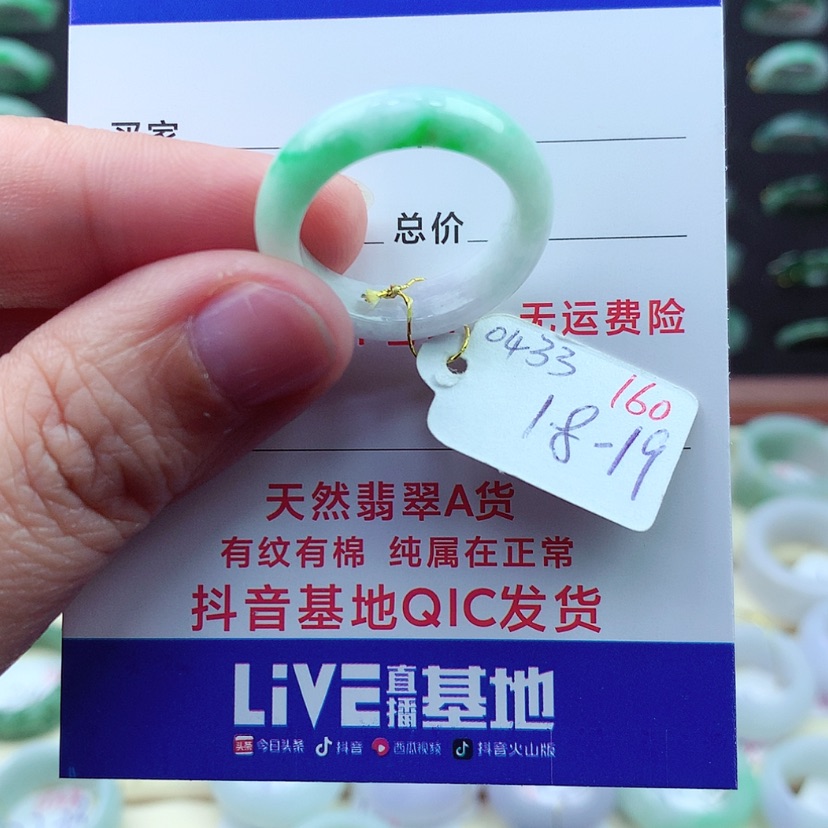 买家
总价
无运费险
0433
160
18-19
天然翡翠A货
有纹有棉 纯属在正常
抖音基地QIC发货
LiVE直播基地
头条 今日头条 抖音 西瓜视频 抖音火山版